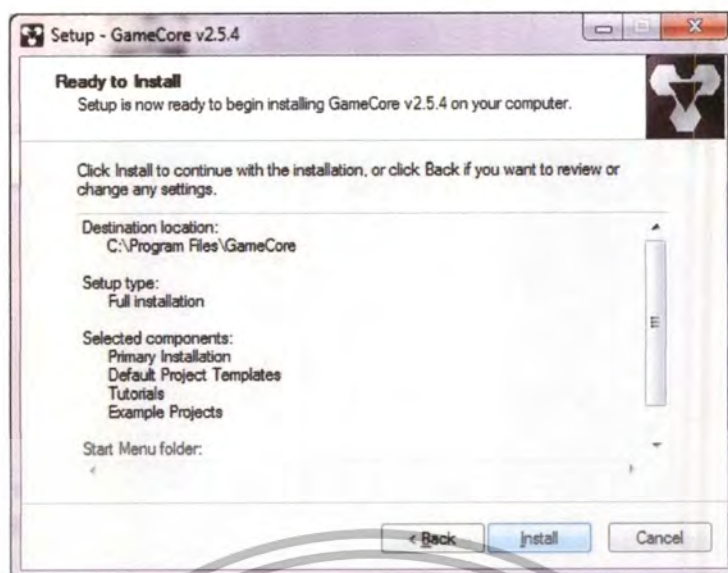 Setup - GameCore v2.5.4
Ready to Install
Setup is now ready to begin installing GameCore v2.5.4 on your computer.
Click Install to continue with the installation, or click Back if you want to review or
change any settings.
Destination location:
C:\Program Files\GameCore
Setup type:
Full installation
Selected components:
Primary Installation
Default Project Templates
Tutorials
Example Projects
Start Menu folder:
< Back Install Cancel